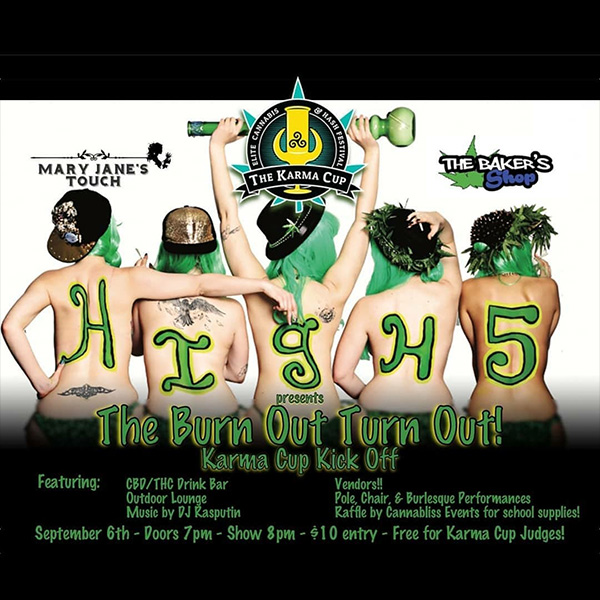 ELITE CANNABIS & HASH FESTIVAL
THE KARMA CUP
MARY JANE'S
TOUCH
THE BAKER'S
Shop
H I g H 5
presents
The Burn Out Turn Out!
Karma Cup Kick Off
Featuring:
CBD/THC Drink Bar
Outdoor Lounge
Music by DJ Rasputin
Vendors!!
Pole, Chair, & Burlesque Performances
Raffle by Cannabliss Events for school supplies!
September 6th - Doors 7pm - Show 8pm - $10 entry - Free for Karma Cup Judges!